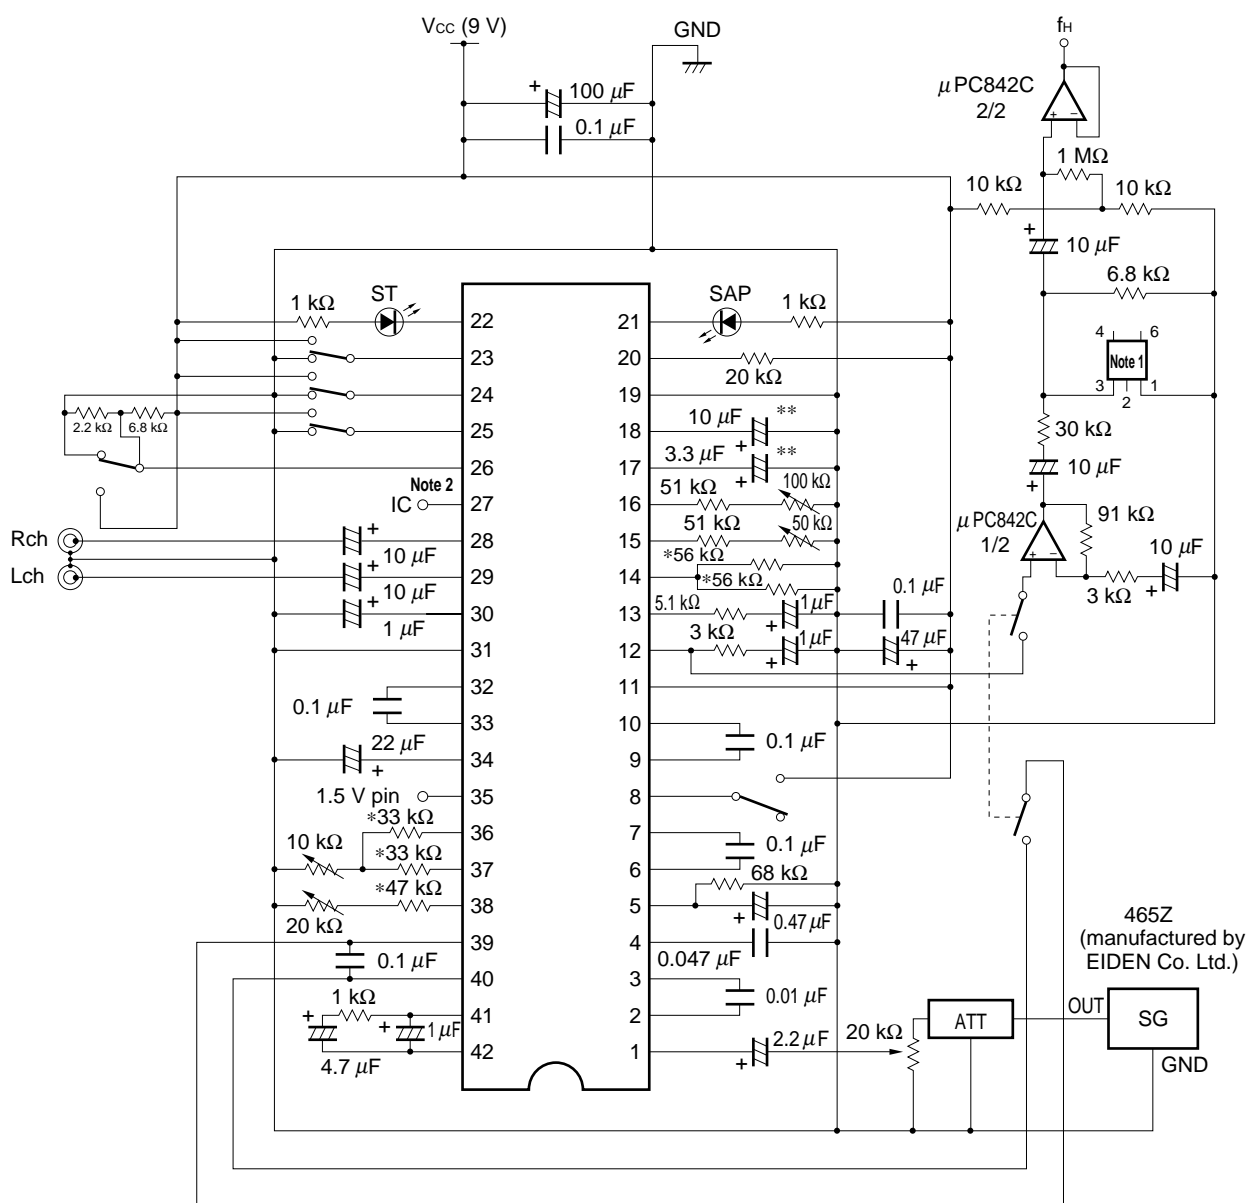 VCC (9 V)
GND
fH
+
100 µF
0.1 µF
µ PC842C
2/2
+ −
1 MΩ
10 kΩ
10 kΩ
+
10 µF
6.8 kΩ
4 6
Note 1
3 1
2
30 kΩ
10 µF
+
µ PC842C
1/2
+ −
91 kΩ
10 µF
+
3 kΩ
1 kΩ
ST
22
23
24
25
26
27
28
29
30
31
32
33
34
35
36
37
38
39
40
41
42
21
20
19
18
17
16
15
14
13
12
11
10
9
8
7
6
5
4
3
2
1
SAP
1 kΩ
20 kΩ
10 µF
+
**
3.3 µF
+
**
51 kΩ
100 kΩ
51 kΩ
50 kΩ
*56 kΩ
*56 kΩ
5.1 kΩ
+
1 µF
0.1 µF
3 kΩ
+
1 µF
47 µF
+
0.1 µF
0.1 µF
68 kΩ
+
0.47 µF
0.047 µF
0.01 µF
+
2.2 µF
20 kΩ
ATT
OUT
SG
GND
465Z
(manufactured by
EIDEN Co. Ltd.)
2.2 kΩ
6.8 kΩ
Note 2
IC
Rch
+
10 µF
Lch
+
10 µF
+
1 µF
0.1 µF
22 µF
+
1.5 V pin
*33 kΩ
10 kΩ
*33 kΩ
*47 kΩ
20 kΩ
0.1 µF
1 kΩ
+
+
1 µF
4.7 µF